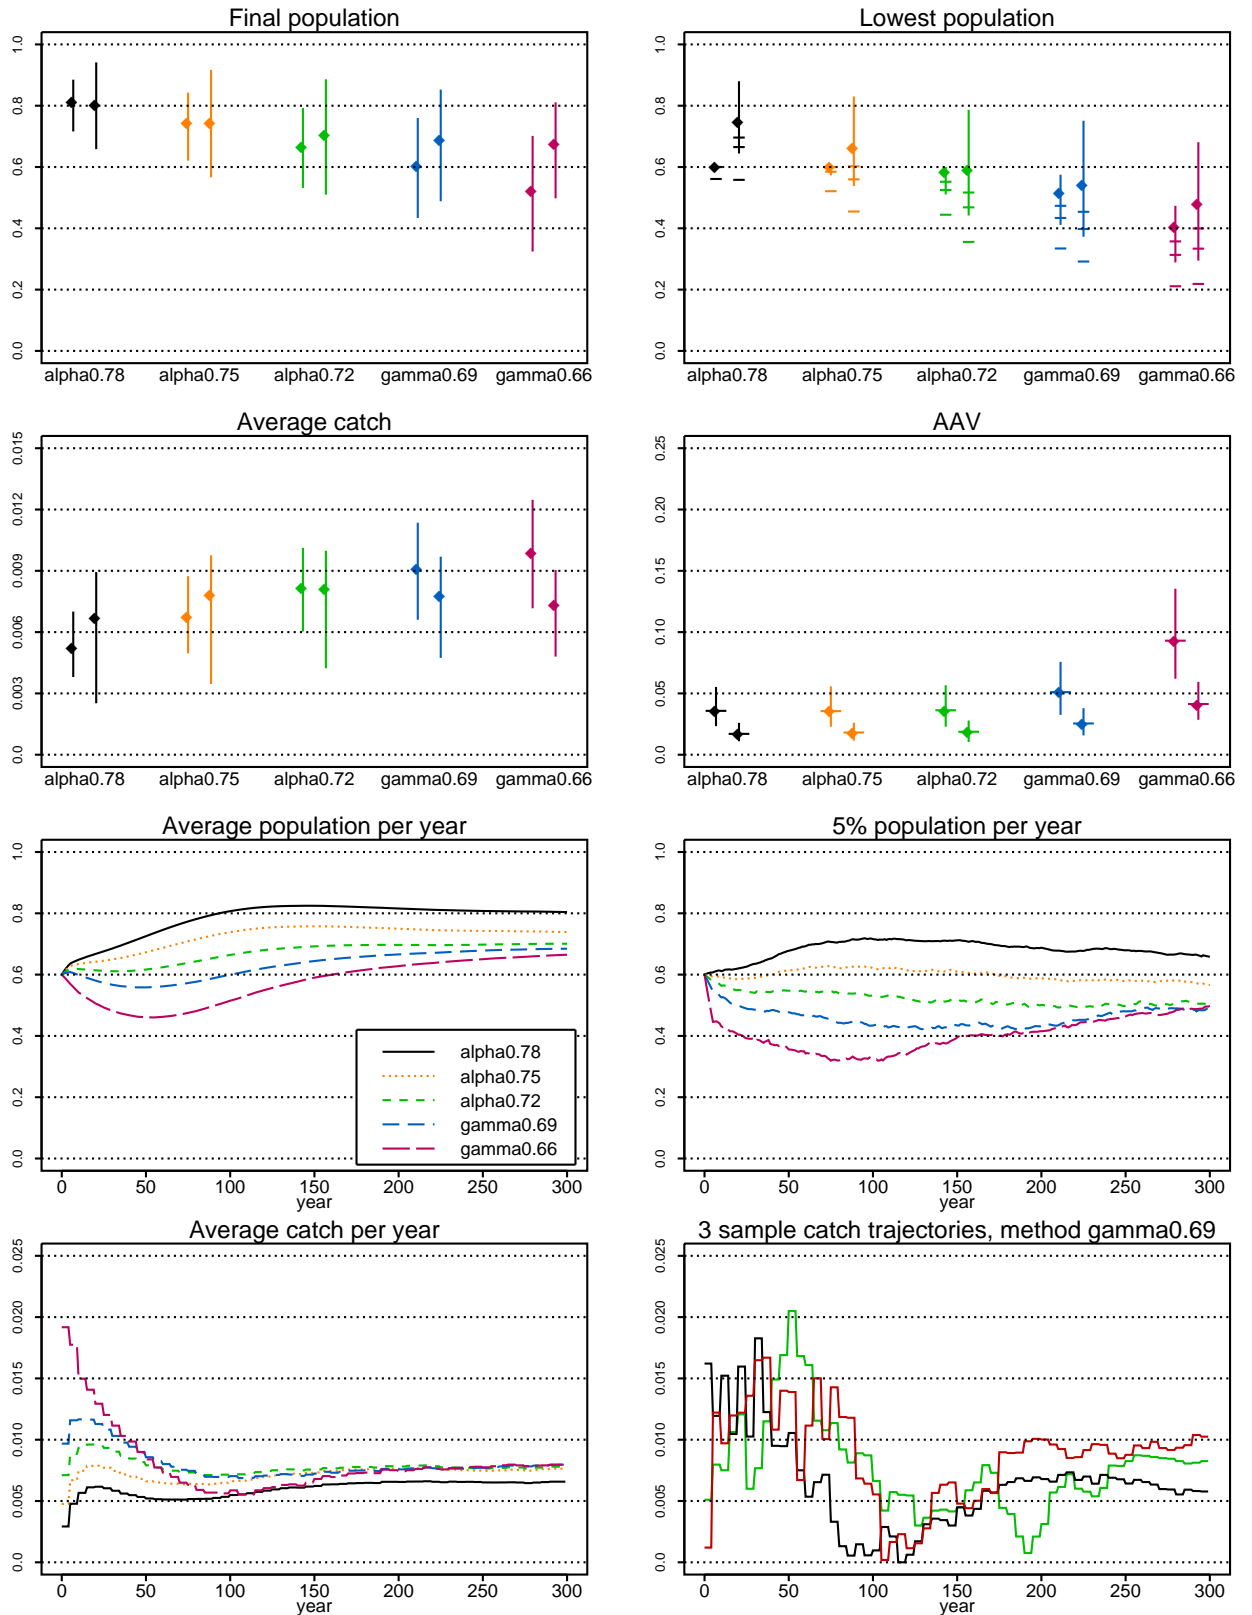 Final population
Lowest population
1.0
0.8
0.6
0.4
0.2
0.0
alpha0.78 alpha0.75 alpha0.72 gamma0.69 gamma0.66
1.0
0.8
0.6
0.4
0.2
0.0
alpha0.78 alpha0.75 alpha0.72 gamma0.69 gamma0.66
Average catch
AAV
0.015
0.012
0.009
0.006
0.003
0.0
alpha0.78 alpha0.75 alpha0.72 gamma0.69 gamma0.66
0.25
0.20
0.15
0.10
0.05
0.0
alpha0.78 alpha0.75 alpha0.72 gamma0.69 gamma0.66
Average population per year
5% population per year
1.0
0.8
0.6
0.4
0.2
0.0
alpha0.78
alpha0.75
alpha0.72
gamma0.69
gamma0.66
0 50 100 150 200 250 300
year
1.0
0.8
0.6
0.4
0.2
0.0
0 50 100 150 200 250 300
year
Average catch per year
3 sample catch trajectories, method gamma0.69
0.025
0.020
0.015
0.010
0.005
0.0
0 50 100 150 200 250 300
year
0.025
0.020
0.015
0.010
0.005
0.0
0 50 100 150 200 250 300
year